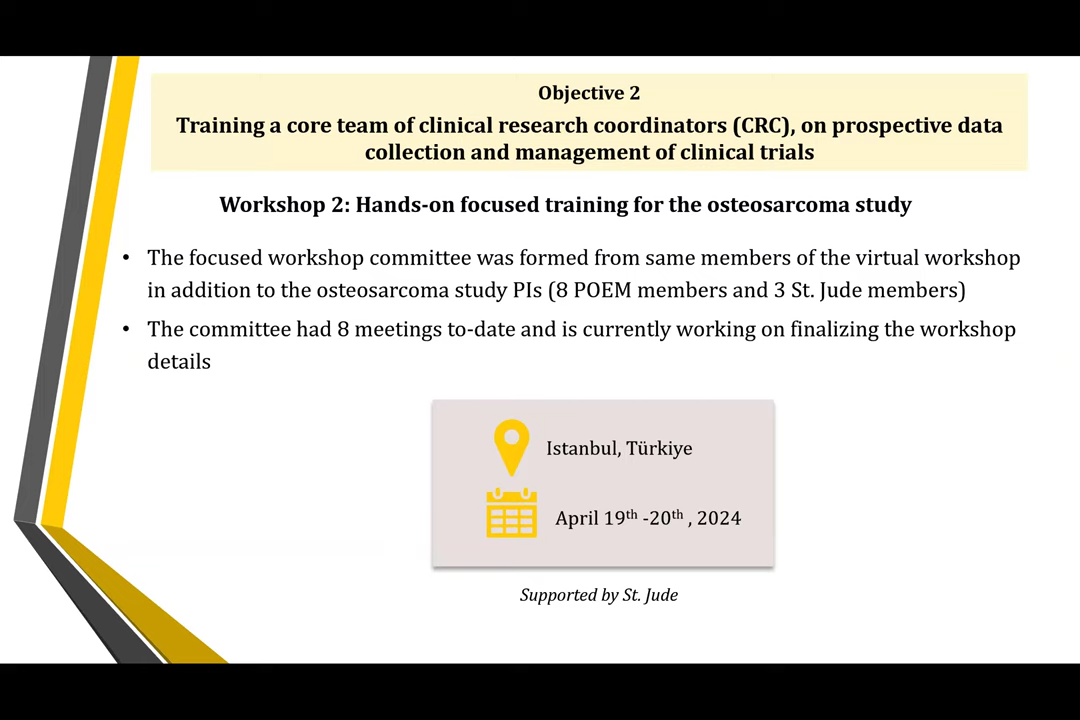 Objective 2
Training a core team of clinical research coordinators (CRC), on prospective data
collection and management of clinical trials
Workshop 2: Hands-on focused training for the osteosarcoma study
• The focused workshop committee was formed from same members of the virtual workshop
in addition to the osteosarcoma study PIs (8 POEM members and 3 St. Jude members)
• The committee had 8 meetings to-date and is currently working on finalizing the workshop
details
Istanbul, Türkiye
April 19th -20th , 2024
Supported by St. Jude